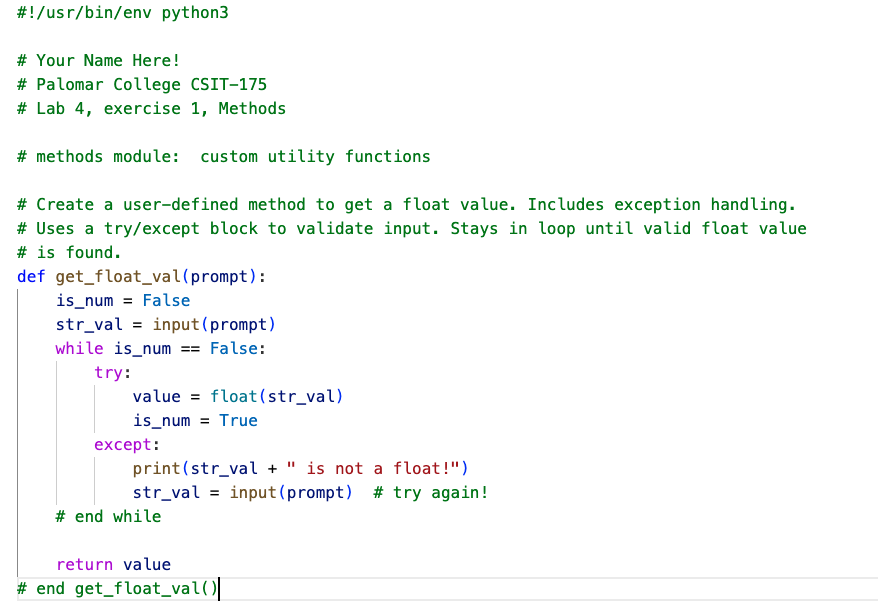 #!/usr/bin/env python3

# Your Name Here!
# Palomar College CSIT-175
# Lab 4, exercise 1, Methods

# methods module:  custom utility functions

# Create a user-defined method to get a float value. Includes exception handling.
# Uses a try/except block to validate input. Stays in loop until valid float value
# is found.
def get_float_val(prompt):
    is_num = False
    str_val = input(prompt)
    while is_num == False:
        try:
            value = float(str_val)
            is_num = True
        except:
            print(str_val + " is not a float!")
            str_val = input(prompt)  # try again!
    # end while

    return value
# end get_float_val()